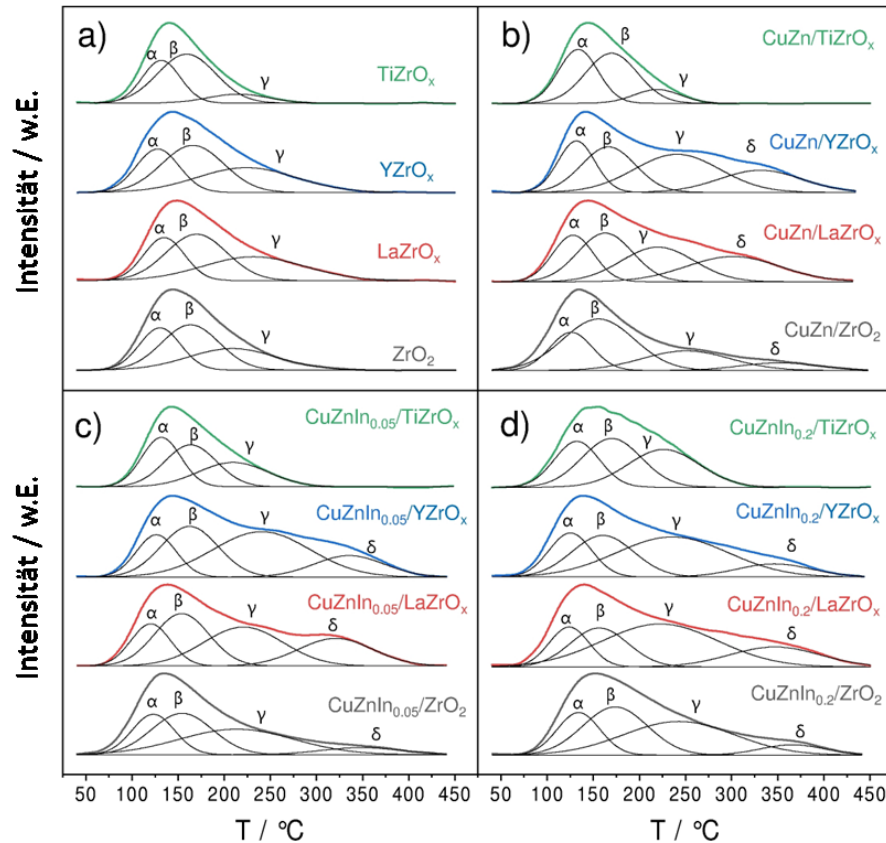 a)
α β γ
TiZrOₓ
α β γ
YZrOₓ
α β γ
LaZrOₓ
α β γ
ZrO₂
b)
CuZn/TiZrOₓ
α β γ
CuZn/YZrOₓ
α β γ δ
CuZn/LaZrOₓ
α β γ δ
CuZn/ZrO₂
α β γ δ
Intensität / w.E.
c)
CuZnIn₀.₀₅/TiZrOₓ
α β γ
CuZnIn₀.₀₅/YZrOₓ
α β γ δ
CuZnIn₀.₀₅/LaZrOₓ
α β γ δ
CuZnIn₀.₀₅/ZrO₂
α β γ δ
d)
CuZnIn₀.₂/TiZrOₓ
α β γ
CuZnIn₀.₂/YZrOₓ
α β γ δ
CuZnIn₀.₂/LaZrOₓ
α β γ δ
CuZnIn₀.₂/ZrO₂
α β γ δ
Intensität / w.E.
50 100 150 200 250 300 350 400 450
50 100 150 200 250 300 350 400 450
T / °C
T / °C